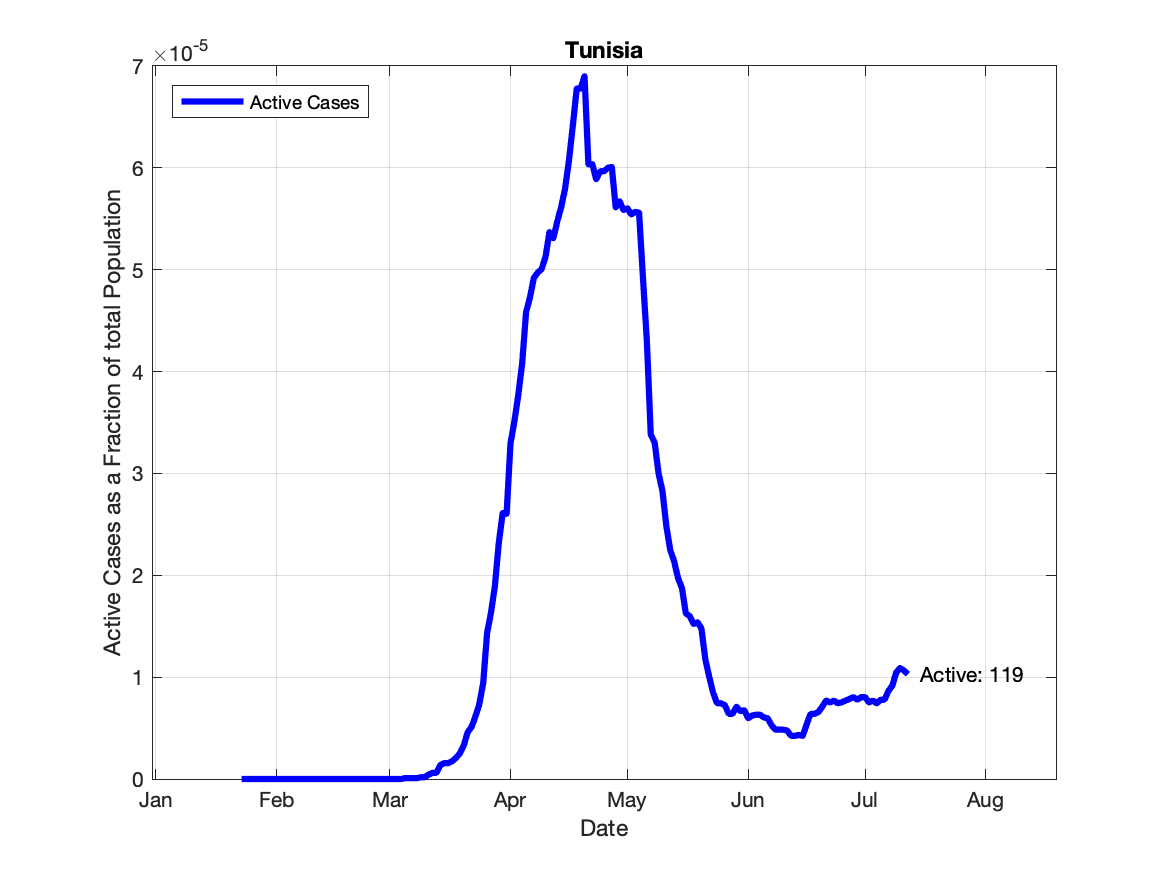 Tunisia
×10-5
Active Cases
7
6
5
4
3
2
1
0
Active Cases as a Fraction of total Population
Active: 119
Jan Feb Mar Apr May Jun Jul Aug
Date